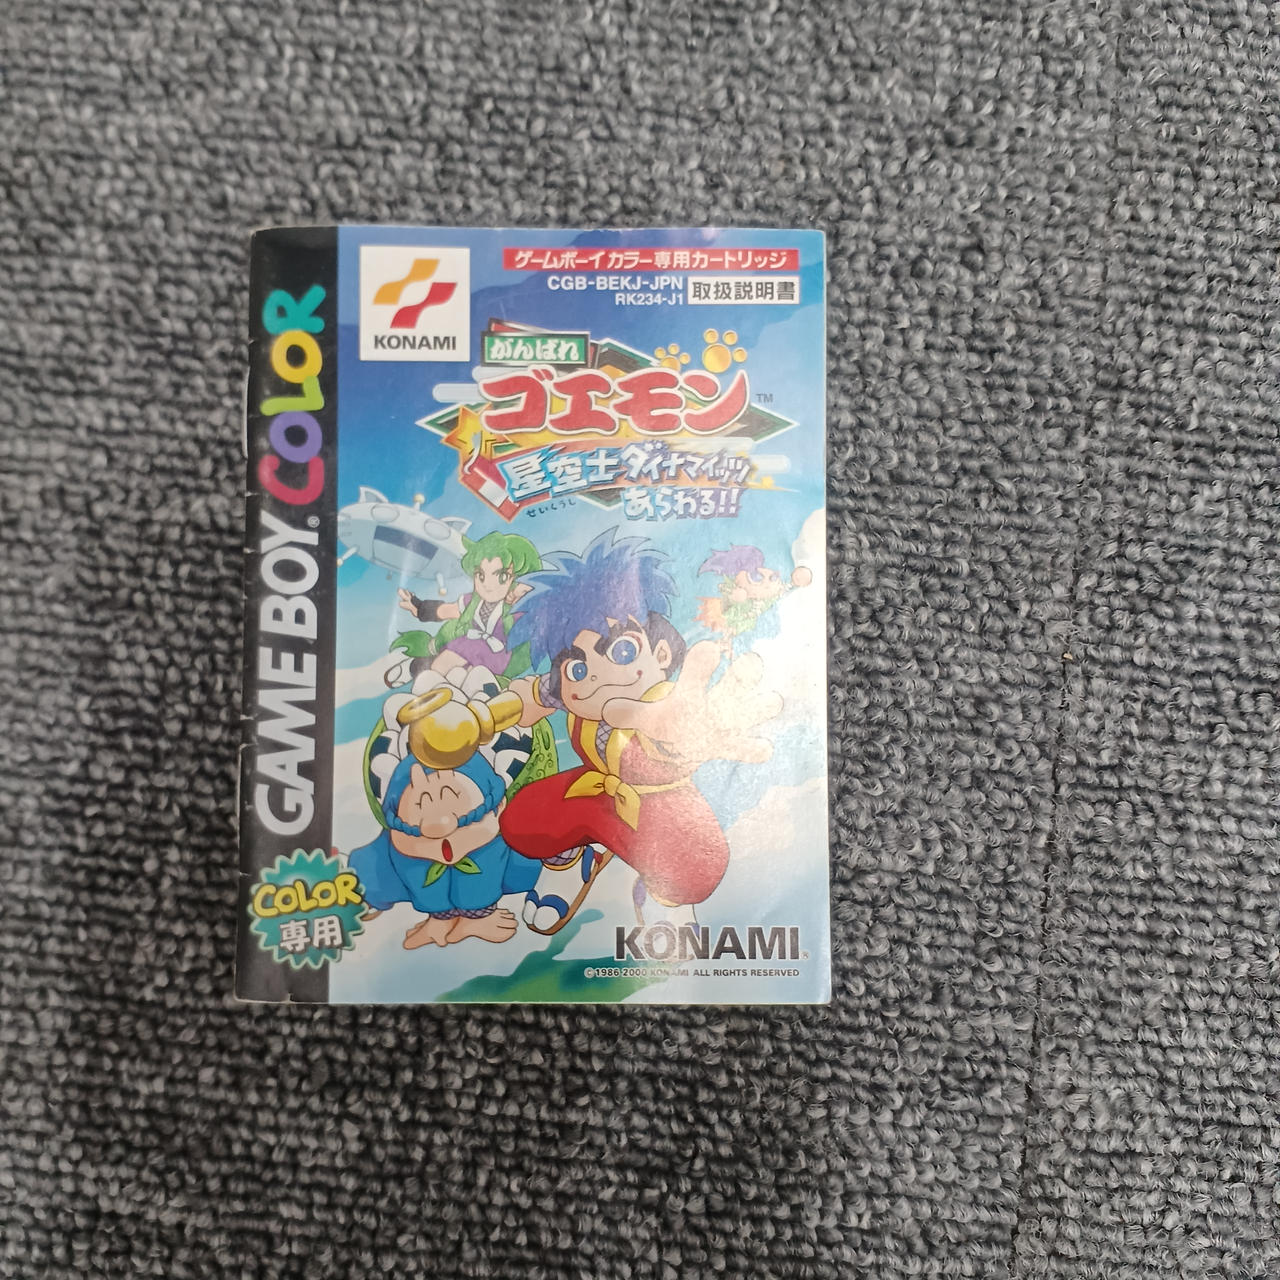 GAME BOY® COLOR
COLOR
専用
KONAMI
ゲームボーイカラー専用カートリッジ
CGB-BEKJ-JPN
RK234-J1
取扱説明書
がんばれ
ゴエモン™
星空士ダイナマイッツ
せいくうし
あらわる!!
KONAMI®
©1986 2000 KONAMI ALL RIGHTS RESERVED